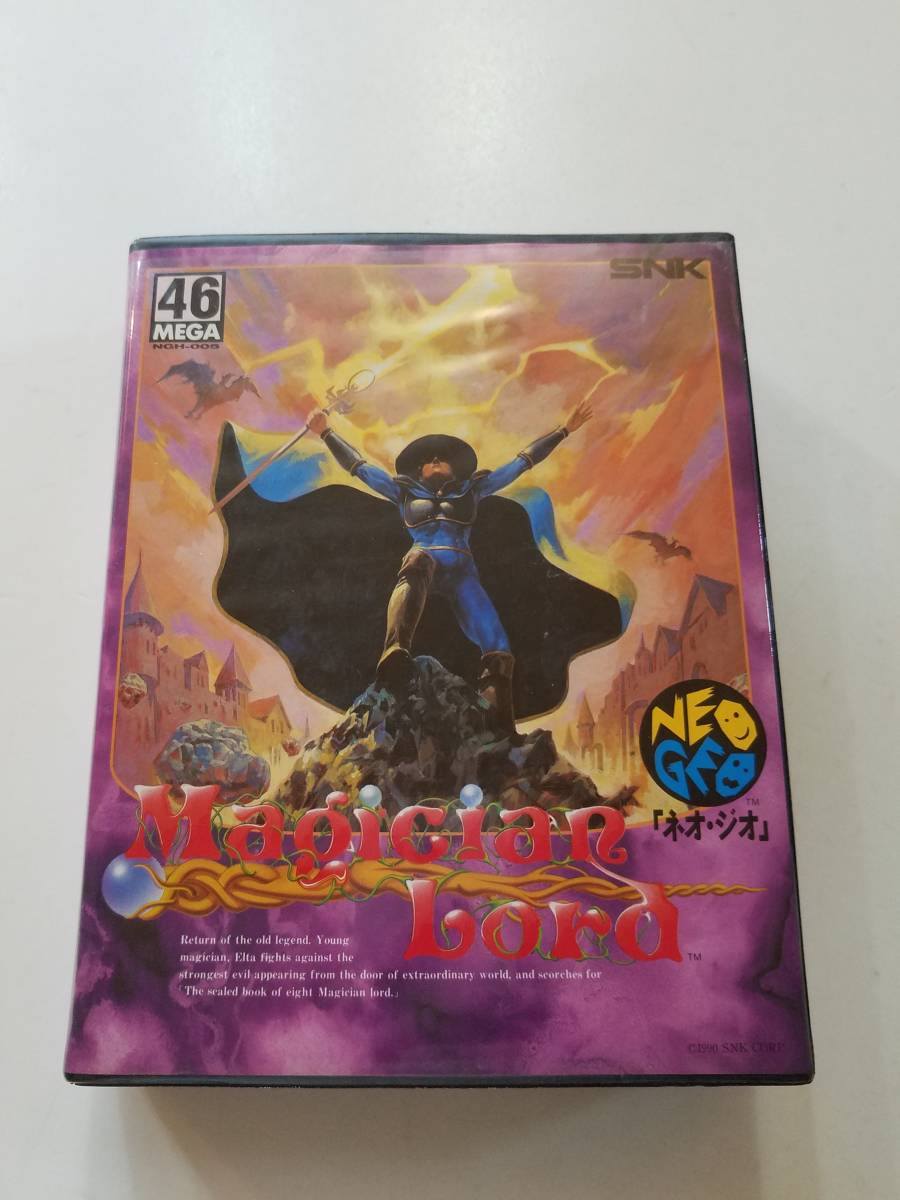 46
MEGA
NGH-005
SNK
NEO
GEO
TM
「ネオ・ジオ」
Magician
Lord
TM
Return of the old legend. Young
magician, Elta fights against the
strongest evil appearing from the door of extraordinary world, and scorches for
「The sealed book of eight Magician lord.」
©1990 SNK CORP.